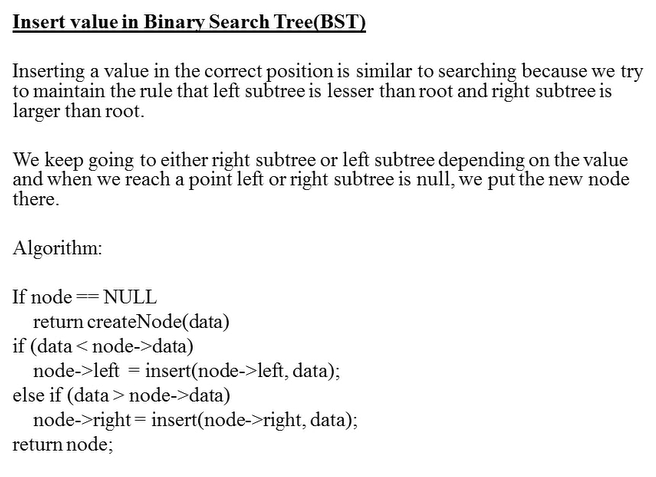 Insert value in Binary Search Tree(BST)
Inserting a value in the correct position is similar to searching because we try
to maintain the rule that left subtree is lesser than root and right subtree is
larger than root.
We keep going to either right subtree or left subtree depending on the value
and when we reach a point left or right subtree is null, we put the new node
there.
Algorithm:
If node == NULL
return createNode(data)
if (data < node->data)
node->left = insert(node->left, data);
else if (data > node->data)
node->right = insert(node->right, data);
return node;